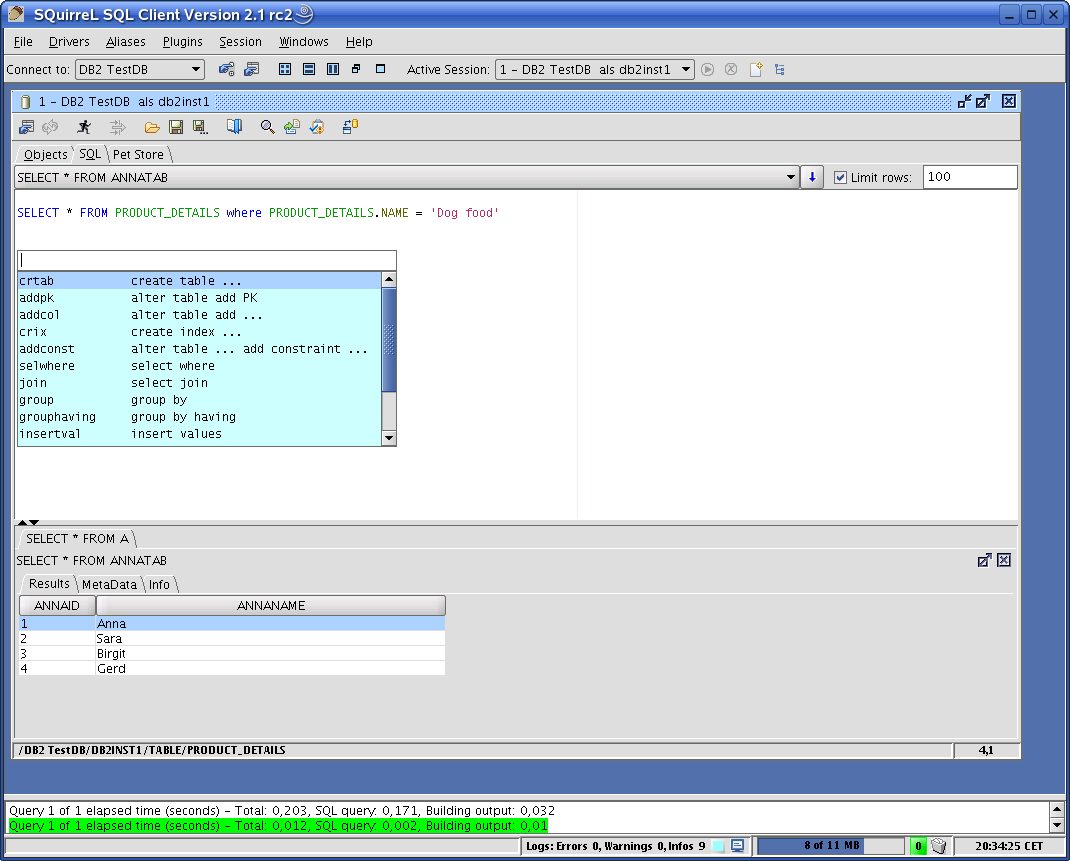 SQuirreL SQL Client Version 2.1 rc2
File Drivers Aliases Plugins Session Windows Help
Connect to: DB2 TestDB Active Session: 1 - DB2 TestDB als db2inst1
1 - DB2 TestDB als db2inst1
Objects SQL Pet Store
SELECT * FROM ANNATAB Limit rows: 100
SELECT * FROM PRODUCT_DETAILS where PRODUCT_DETAILS.NAME = 'Dog food'
crtab create table ...
addpk alter table add PK
addcol alter table add ...
crix create index ...
addconst alter table ... add constraint ...
selwhere select where
join select join
group group by
grouphaving group by having
insertval insert values
SELECT * FROM A
SELECT * FROM ANNATAB
Results MetaData Info
ANNAID ANNANAME
1 Anna
2 Sara
3 Birgit
4 Gerd
/DB2 TestDB/DB2INST1/TABLE/PRODUCT_DETAILS 4,1
Query 1 of 1 elapsed time (seconds) - Total: 0,203, SQL query: 0,171, Building output: 0,032
Query 1 of 1 elapsed time (seconds) - Total: 0,012, SQL query: 0,002, Building output: 0,01
Logs: Errors 0, Warnings 0, Infos 9 8 of 11 MB 0 20:34:25 CET